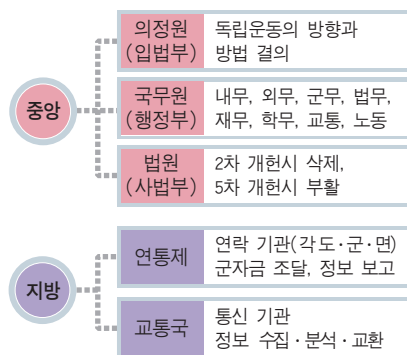 중앙
의정원
(입법부)
독립운동의 방향과
방법 결의
국무원
(행정부)
내무, 외무, 군무, 법무,
재무, 학무, 교통, 노동
법원
(사법부)
2차 개헌시 삭제,
5차 개헌시 부활
지방
연통제
연락 기관(각도·군·면)
군자금 조달, 정보 보고
교통국
통신 기관
정보 수집·분석·교환